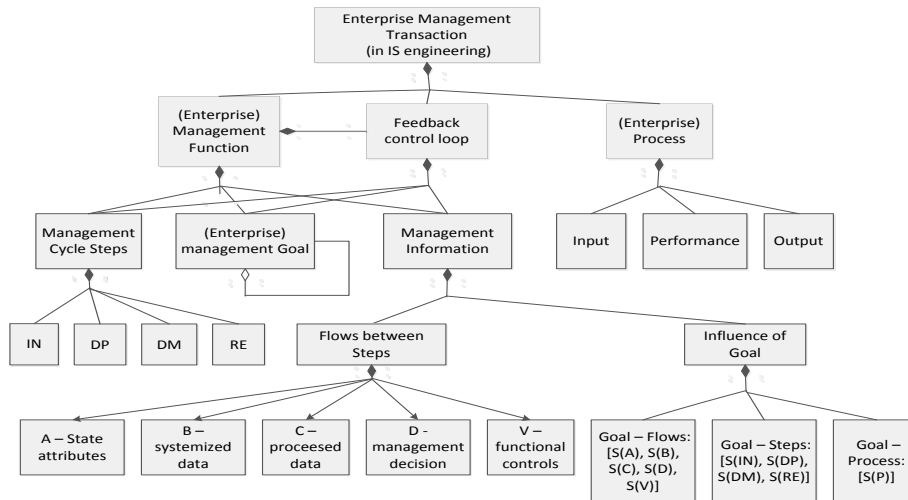 Enterprise Management
Transaction
(in IS engineering)
(Enterprise)
Management
Function
Feedback
control loop
(Enterprise)
Process
Management
Cycle Steps
(Enterprise)
management Goal
Management
Information
Input
Performance
Output
IN
DP
DM
RE
Flows between
Steps
Influence of
Goal
A – State
attributes
B –
systemized
data
C –
proceesed
data
D -
management
decision
V –
functional
controls
Goal – Flows:
[S(A), S(B),
S(C), S(D),
S(V)]
Goal – Steps:
[S(IN), S(DP),
S(DM), S(RE)]
Goal –
Process:
[S(P)]